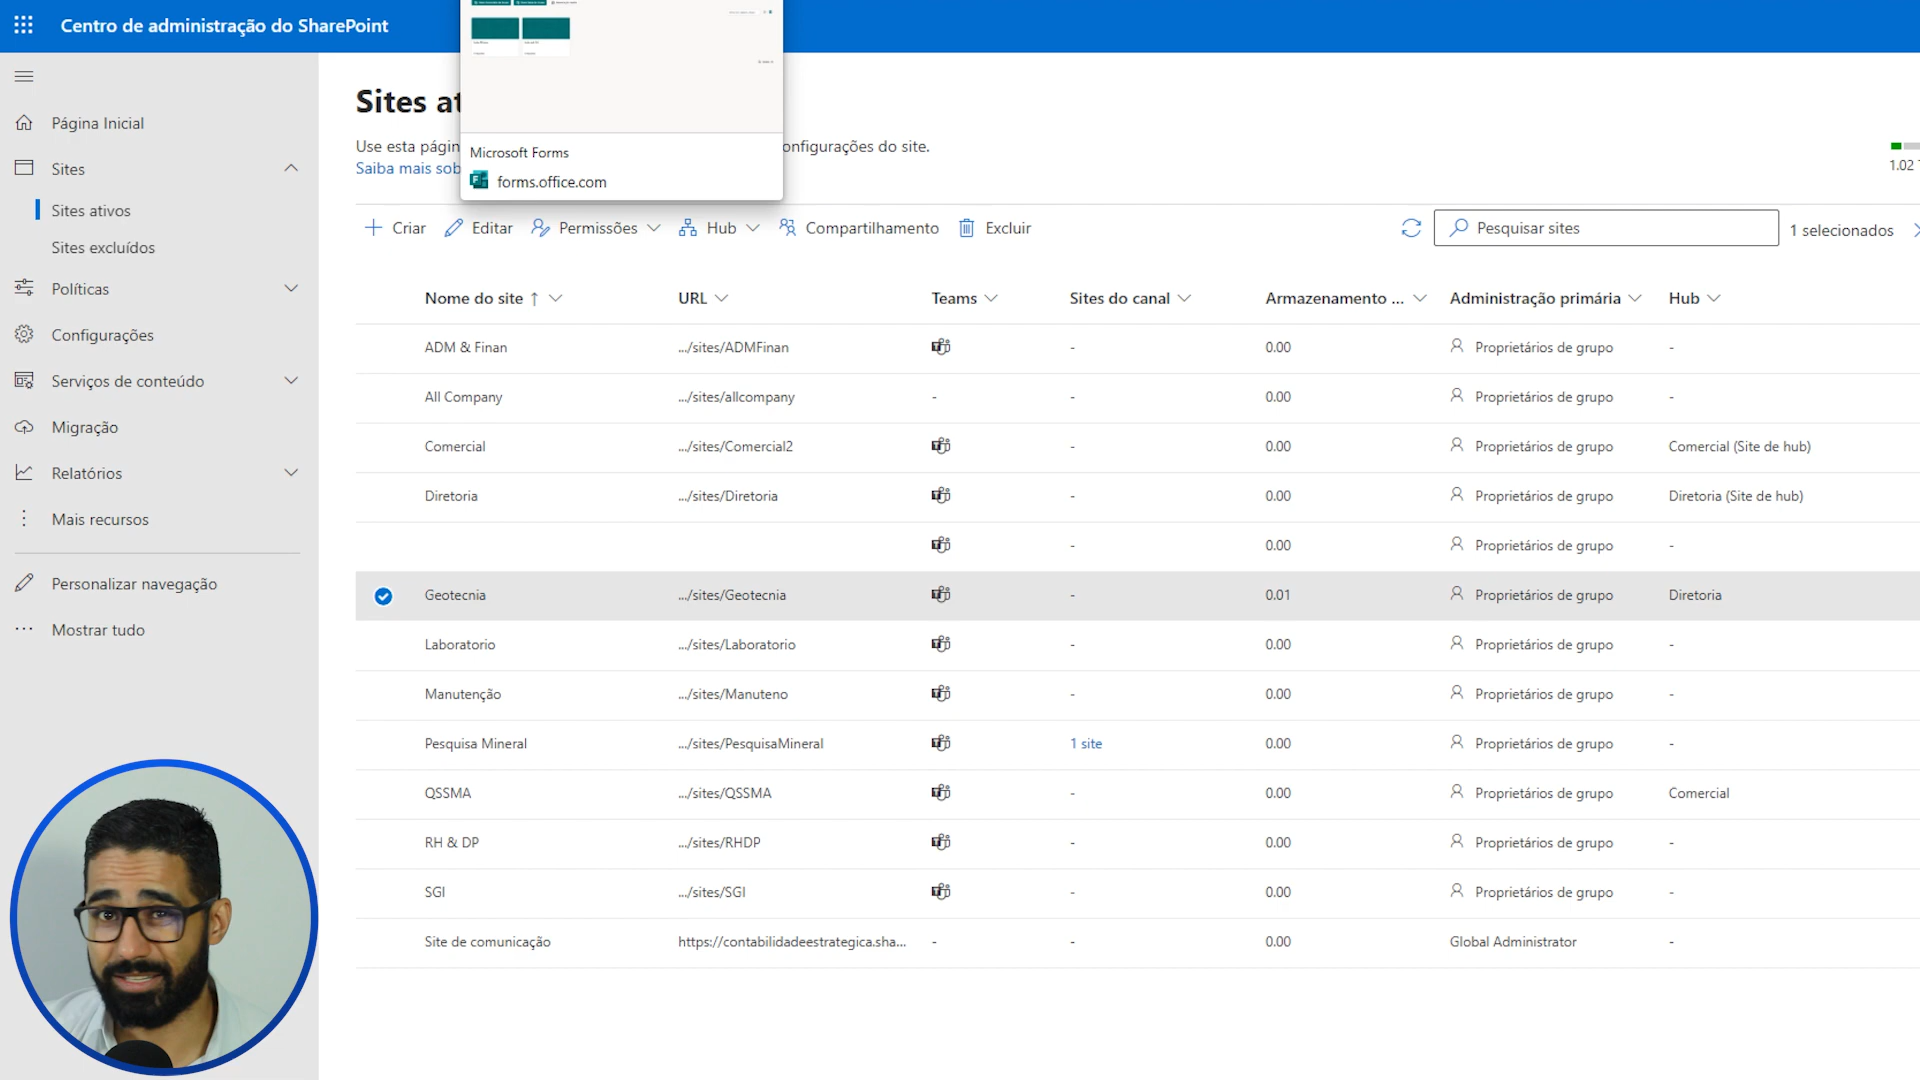 Centro de administração do SharePoint
Página Inicial
Sites
Sites ativos
Sites excluídos
Políticas
Configurações
Serviços de conteúdo
Migração
Relatórios
Mais recursos
Personalizar navegação
Mostrar tudo
Microsoft Forms
forms.office.com
Sites at
Use esta págin
onfigurações do site.
Saiba mais sob
1.02
Criar Editar Permissões Hub Compartilhamento Excluir
Pesquisar sites
1 selecionados
Nome do site ↑ URL Teams Sites do canal Armazenamento ... Administração primária Hub
ADM & Finan .../sites/ADMFinan - 0.00 Proprietários de grupo -
All Company .../sites/allcompany - - 0.00 Proprietários de grupo -
Comercial .../sites/Comercial2 - 0.00 Proprietários de grupo Comercial (Site de hub)
Diretoria .../sites/Diretoria - 0.00 Proprietários de grupo Diretoria (Site de hub)
- 0.00 Proprietários de grupo -
Geotecnia .../sites/Geotecnia - 0.01 Proprietários de grupo Diretoria
Laboratorio .../sites/Laboratorio - 0.00 Proprietários de grupo -
Manutenção .../sites/Manuteno - 0.00 Proprietários de grupo -
Pesquisa Mineral .../sites/PesquisaMineral 1 site 0.00 Proprietários de grupo -
QSSMA .../sites/QSSMA - 0.00 Proprietários de grupo Comercial
RH & DP .../sites/RHDP - 0.00 Proprietários de grupo -
SGI .../sites/SGI - 0.00 Proprietários de grupo -
Site de comunicação https://contabilidadeestrategica.sha... - - 0.00 Global Administrator -